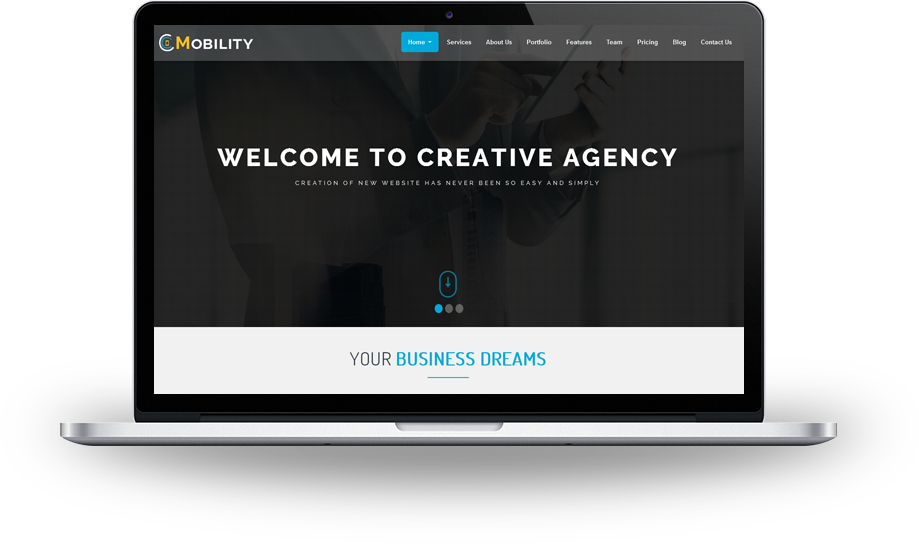 MOBILITY
Home Services About Us Portfolio Features Team Pricing Blog Contact Us
WELCOME TO CREATIVE AGENCY
CREATION OF NEW WEBSITE HAS NEVER BEEN SO EASY AND SIMPLY
YOUR BUSINESS DREAMS